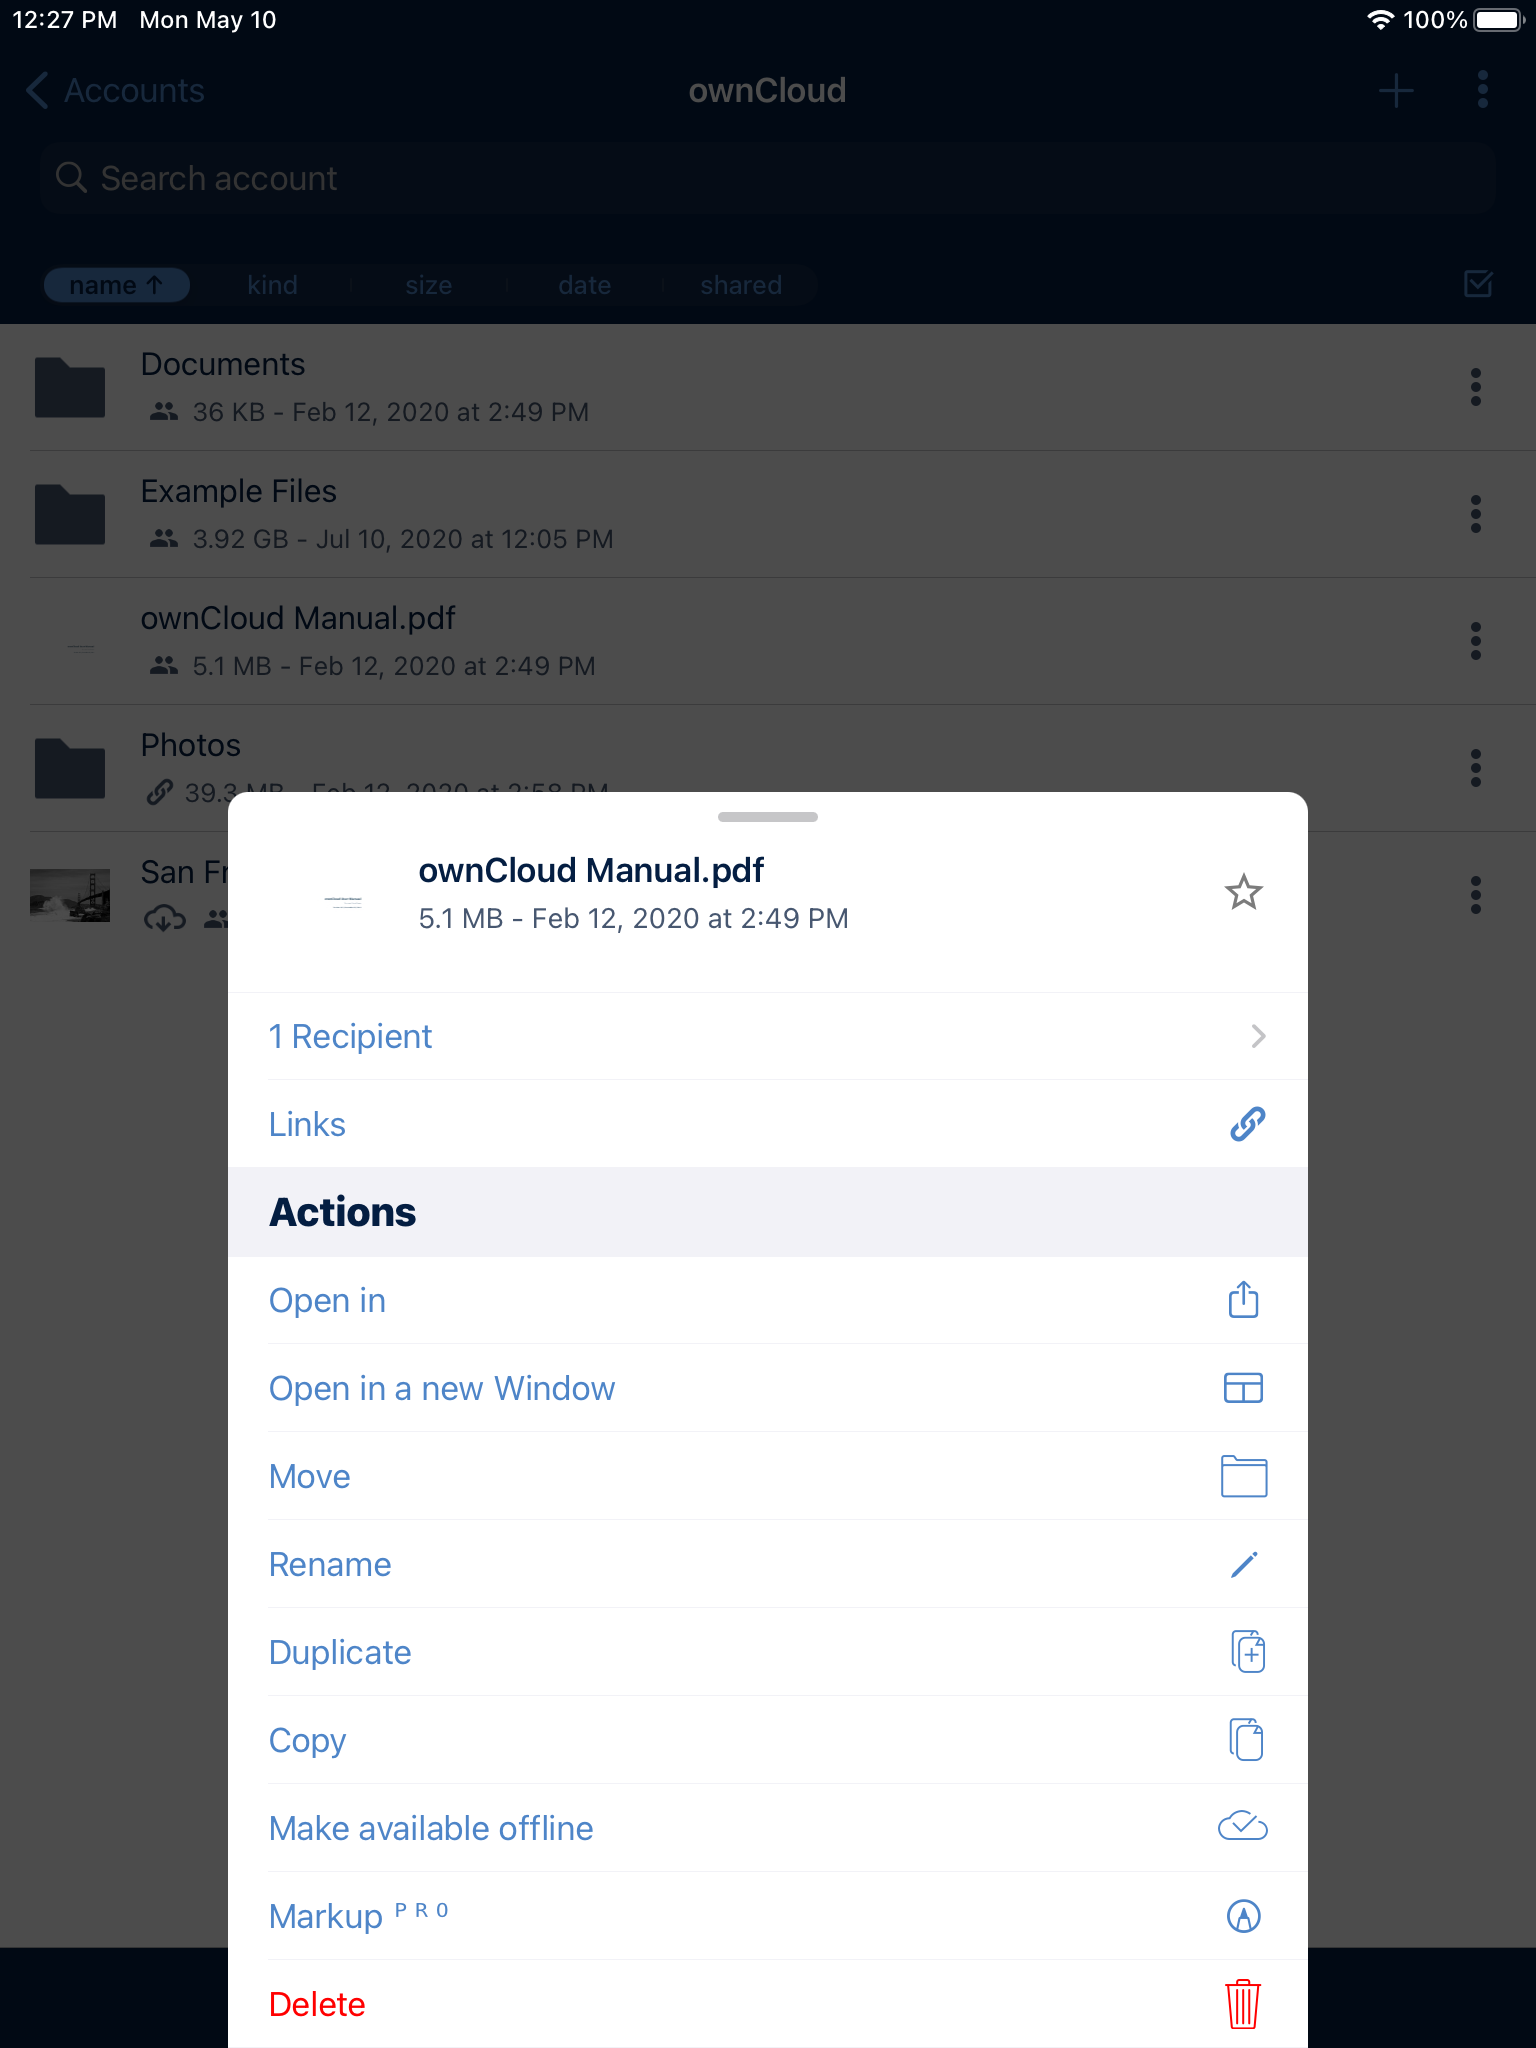 12:27 PM Mon May 10 100%
Accounts ownCloud
Search account
name ↑ kind size date shared
Documents
36 KB - Feb 12, 2020 at 2:49 PM
Example Files
3.92 GB - Jul 10, 2020 at 12:05 PM
ownCloud Manual.pdf
5.1 MB - Feb 12, 2020 at 2:49 PM
Photos
39.3 MB - Feb 12, 2020 at 2:58 PM
San Fr
ownCloud Manual.pdf
5.1 MB - Feb 12, 2020 at 2:49 PM
1 Recipient
Links
Actions
Open in
Open in a new Window
Move
Rename
Duplicate
Copy
Make available offline
Markup PRO
Delete